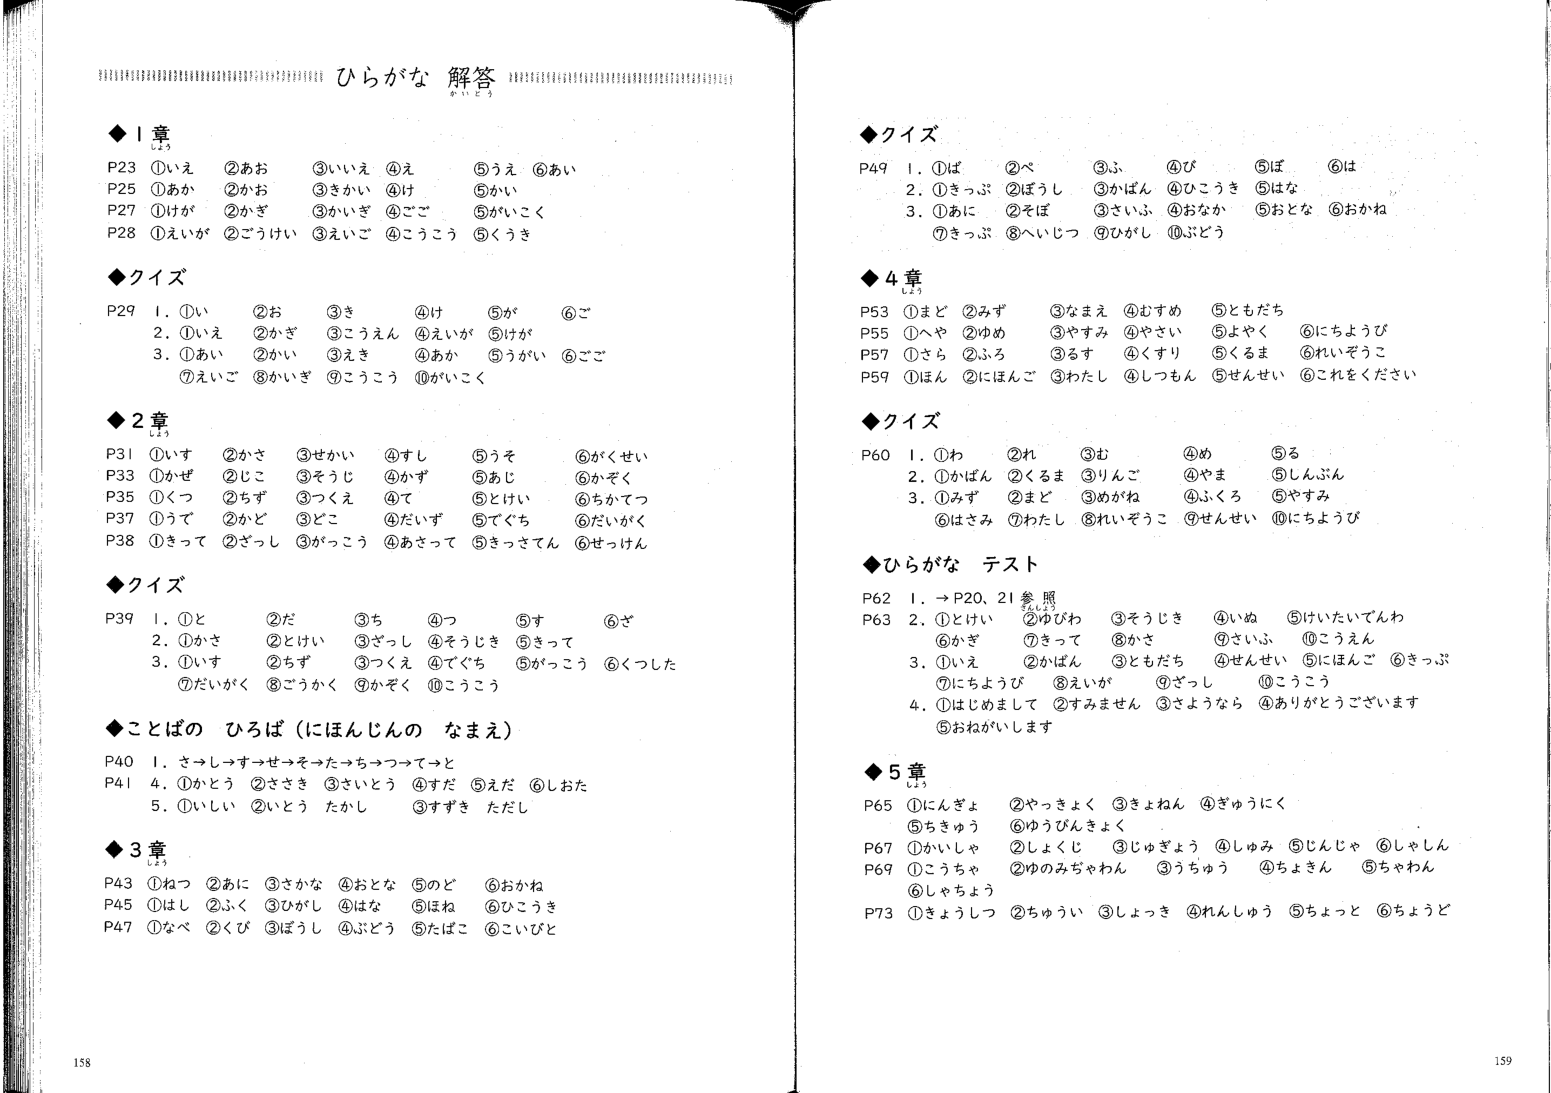 ひらがな 解答
かいとう
◆1章
しょう
P23 ①いえ ②あお ③いいえ ④え ⑤うえ ⑥あい
P25 ①あか ②かお ③きかい ④け ⑤かい
P27 ①けが ②かぎ ③かいぎ ④ごご ⑤がいこく
P28 ①えいが ②ごうけい ③えいご ④こうこう ⑤くうき
◆クイズ
P29 1. ①い ②お ③き ④け ⑤が ⑥ご
2. ①いえ ②かぎ ③こうえん ④えいが ⑤けが
3. ①あい ②かい ③えき ④あか ⑤うがい ⑥ごご
⑦えいご ⑧かいぎ ⑨こうこう ⑩がいこく
◆2章
しょう
P31 ①いす ②かさ ③せかい ④すし ⑤うそ ⑥がくせい
P33 ①かぜ ②じこ ③そうじ ④かず ⑤あじ ⑥かぞく
P35 ①くつ ②ちず ③つくえ ④て ⑤とけい ⑥ちかてつ
P37 ①うで ②かど ③どこ ④だいず ⑤でぐち ⑥だいがく
P38 ①きって ②ざっし ③がっこう ④あさって ⑤きっさてん ⑥せっけん
◆クイズ
P39 1. ①と ②だ ③ち ④つ ⑤す ⑥ざ
2. ①かさ ②とけい ③ざっし ④そうじき ⑤きって
3. ①いす ②ちず ③つくえ ④でぐち ⑤がっこう ⑥くつした
⑦だいがく ⑧ごうかく ⑨かぞく ⑩こうこう
◆ことばの ひろば(にほんじんの なまえ)
P40 1. さ→し→す→せ→そ→た→ち→つ→て→と
P41 4. ①かとう ②ささき ③さいとう ④すだ ⑤えだ ⑥しおた
5. ①いしい ②いとう たかし ③すずき ただし
◆3章
しょう
P43 ①ねつ ②あに ③さかな ④おとな ⑤のど ⑥おかね
P45 ①はし ②ふく ③ひがし ④はな ⑤ほね ⑥ひこうき
P47 ①なべ ②くび ③ぼうし ④ぶどう ⑤たばこ ⑥こいびと
158
◆クイズ
P49 1. ①ば ②ぺ ③ふ ④び ⑤ぼ ⑥は
2. ①きっぷ ②ぼうし ③かばん ④ひこうき ⑤はな
3. ①あに ②そぼ ③さいふ ④おなか ⑤おとな ⑥おかね
⑦きっぷ ⑧へいじつ ⑨ひがし ⑩ぶどう
◆4章
しょう
P53 ①まど ②みず ③なまえ ④むすめ ⑤ともだち
P55 ①へや ②ゆめ ③やすみ ④やさい ⑤よやく ⑥にちようび
P57 ①さら ②ふろ ③るす ④くすり ⑤くるま ⑥れいぞうこ
P59 ①ほん ②にほんご ③わたし ④しつもん ⑤せんせい ⑥これをください
◆クイズ
P60 1. ①わ ②れ ③む ④め ⑤る
2. ①かばん ②くるま ③りんご ④やま ⑤しんぶん
3. ①みず ②まど ③めがね ④ふくろ ⑤やすみ
⑥はさみ ⑦わたし ⑧れいぞうこ ⑨せんせい ⑩にちようび
◆ひらがな テスト
P62 1. →P20、21参照
さんしょう
P63 2. ①とけい ②ゆびわ ③そうじき ④いぬ ⑤けいたいでんわ
⑥かぎ ⑦きって ⑧かさ ⑨さいふ ⑩こうえん
3. ①いえ ②かばん ③ともだち ④せんせい ⑤にほんご ⑥きっぷ
⑦にちようび ⑧えいが ⑨ざっし ⑩こうこう
4. ①はじめまして ②すみません ③さようなら ④ありがとうございます
⑤おねがいします
◆5章
しょう
P65 ①にんぎょ ②やっきょく ③きょねん ④ぎゅうにく
⑤ちきゅう ⑥ゆうびんきょく
P67 ①かいしゃ ②しょくじ ③じゅぎょう ④しゅみ ⑤じんじゃ ⑥しゃしん
P69 ①こうちゃ ②ゆのみぢゃわん ③うちゅう ④ちょきん ⑤ちゃわん
⑥しゃちょう
P73 ①きょうしつ ②ちゅうい ③しょっき ④れんしゅう ⑤ちょっと ⑥ちょうど
159